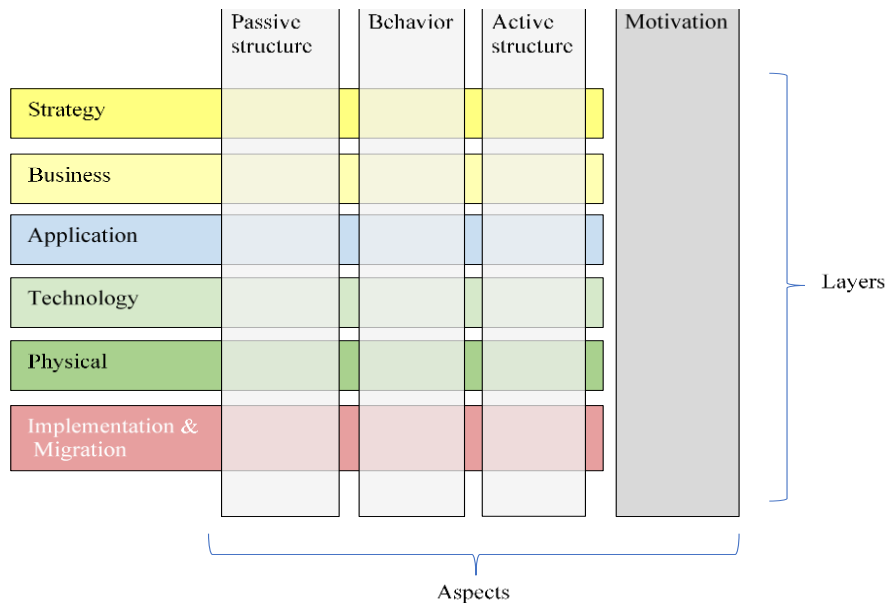 Passive
structure
Behavior
Active
structure
Motivation
Strategy
Business
Application
Technology
Physical
Implementation &
Migration
Layers
Aspects